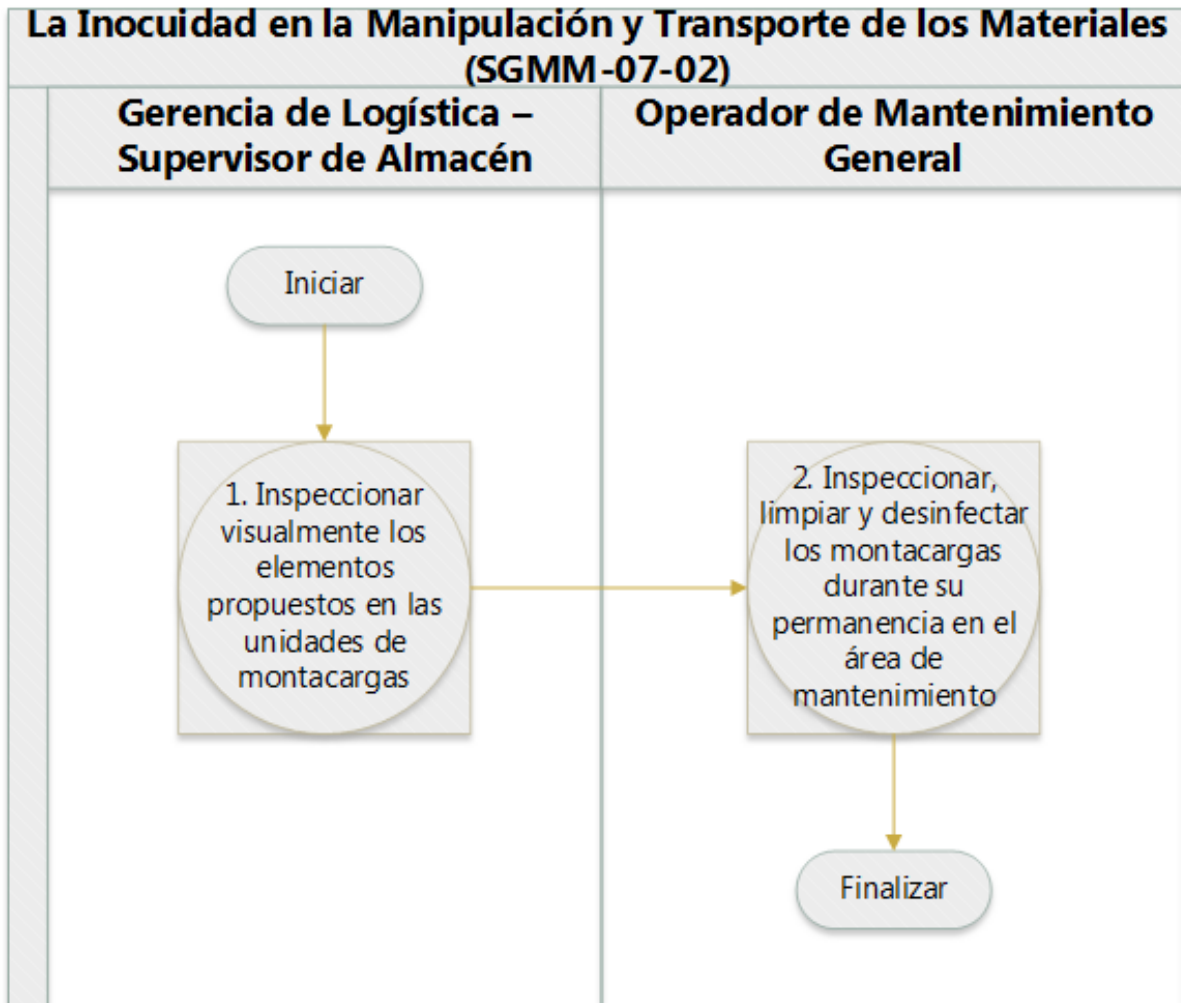 La Inocuidad en la Manipulación y Transporte de los Materiales
(SGMM-07-02)
Gerencia de Logística –
Supervisor de Almacén
Operador de Mantenimiento
General
Iniciar
1. Inspeccionar
visualmente los
elementos
propuestos en las
unidades de
montacargas
2. Inspeccionar,
limpiar y desinfectar
los montacargas
durante su
permanencia en el
área de
mantenimiento
Finalizar